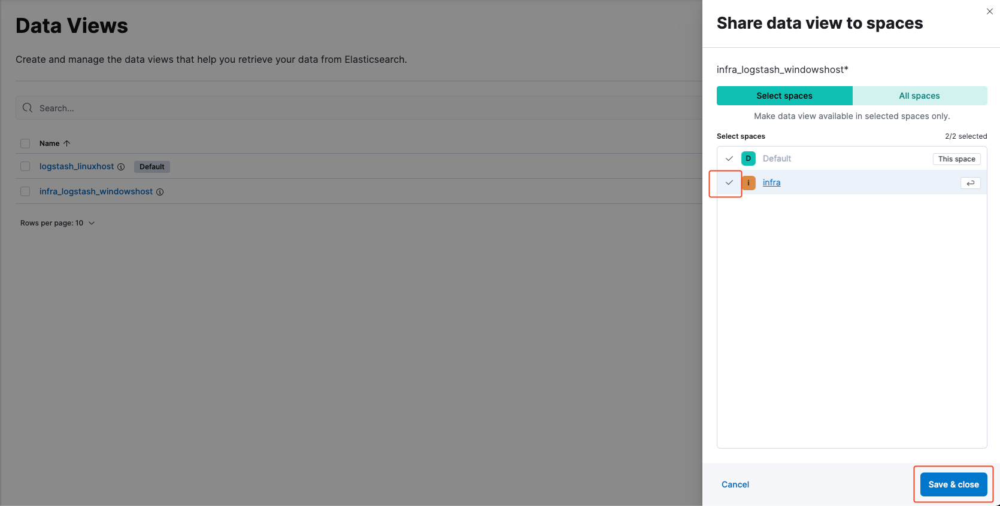 Data Views
Create and manage the data views that help you retrieve your data from Elasticsearch.
Search...
Name
logstash_linuxhost Default
infra_logstash_windowshost
Rows per page: 10
Share data view to spaces
infra_logstash_windowshost*
Select spaces All spaces
Make data view available in selected spaces only.
Select spaces 2/2 selected
D Default This space
i infra
Cancel Save & close